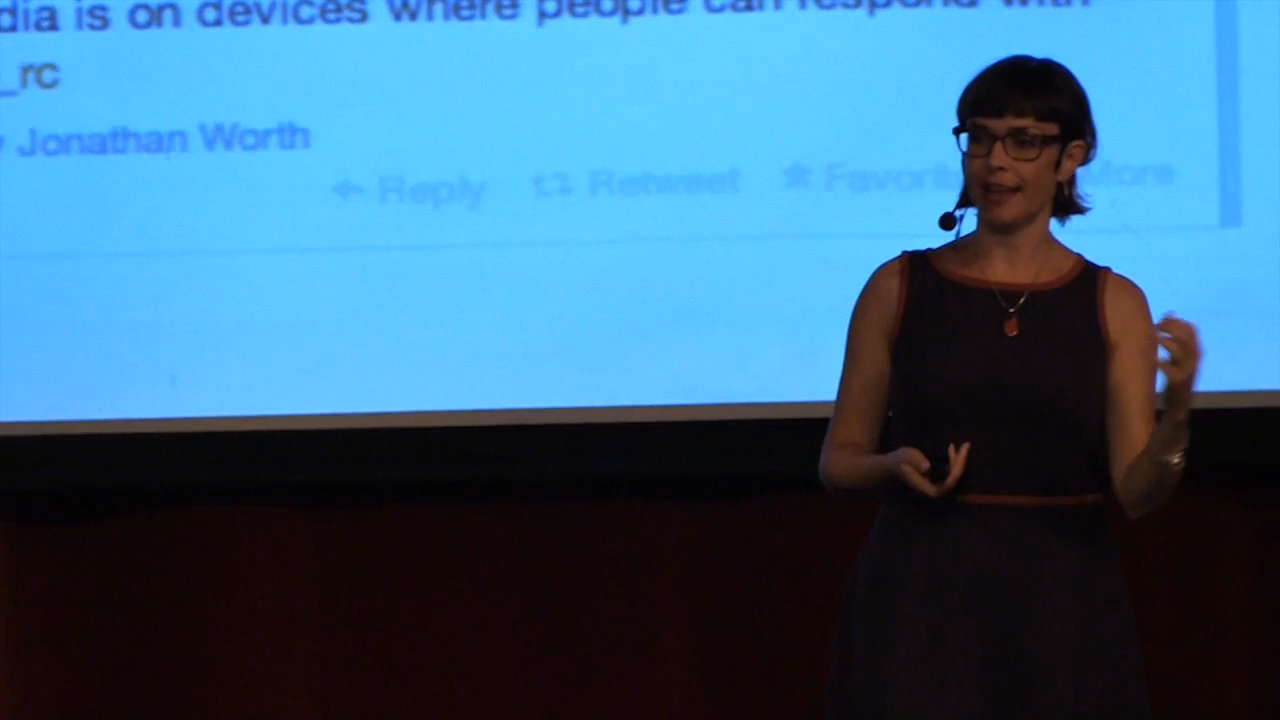 dia is on devices where people can respond with
_rc
y Jonathan Worth
Reply Retweet Favorite More